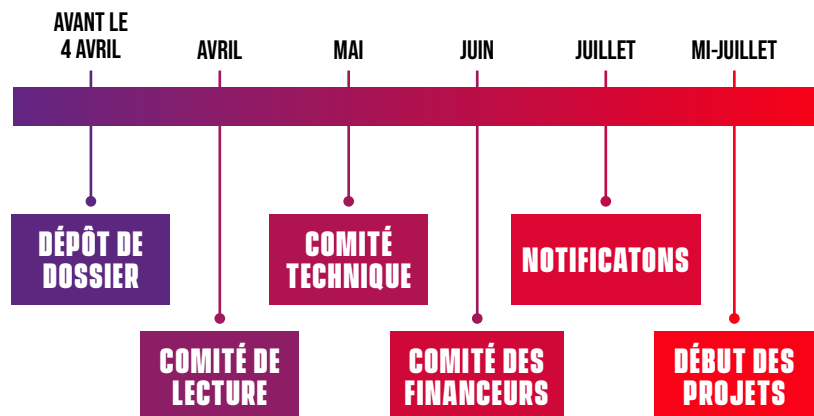 AVANT LE
4 AVRIL
AVRIL
MAI
JUIN
JUILLET
MI-JUILLET
DÉPÔT DE
DOSSIER
COMITÉ
TECHNIQUE
NOTIFICATONS
COMITÉ DE
LECTURE
COMITÉ DES
FINANCEURS
DÉBUT DES
PROJETS